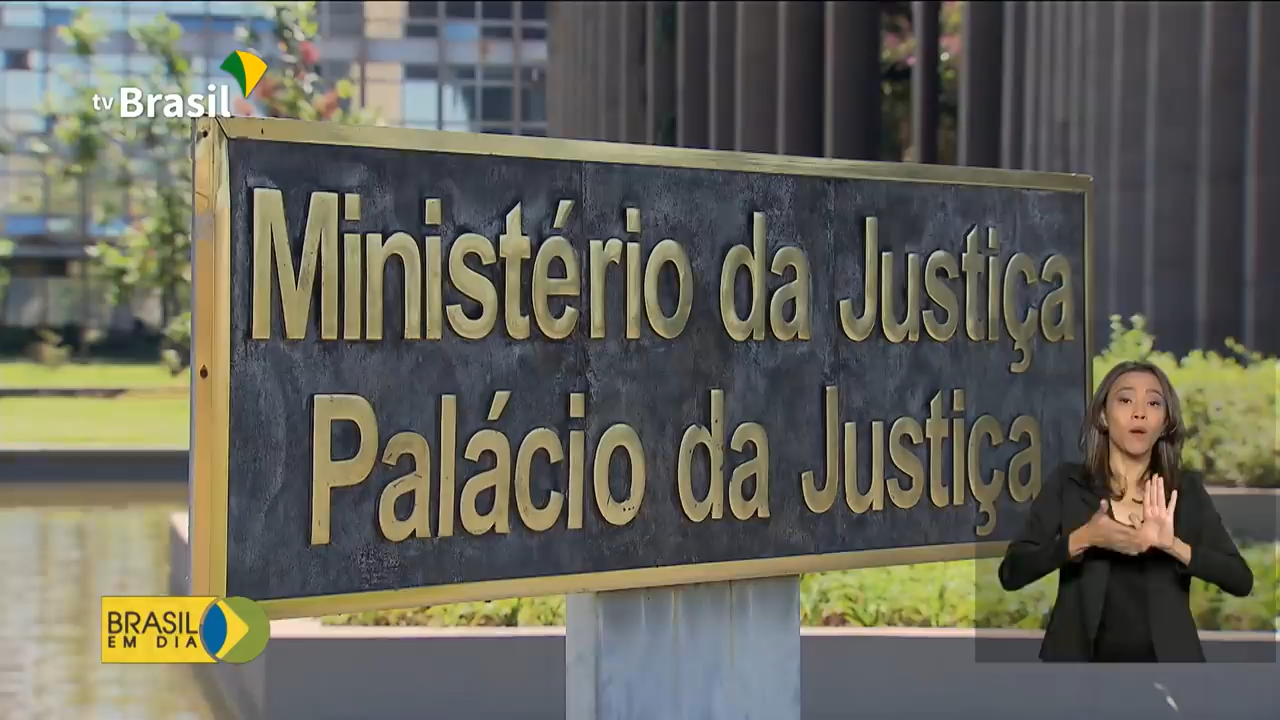 tv Brasil
Ministério da Justiça
Palácio da Justiça
BRASIL
EM DIA